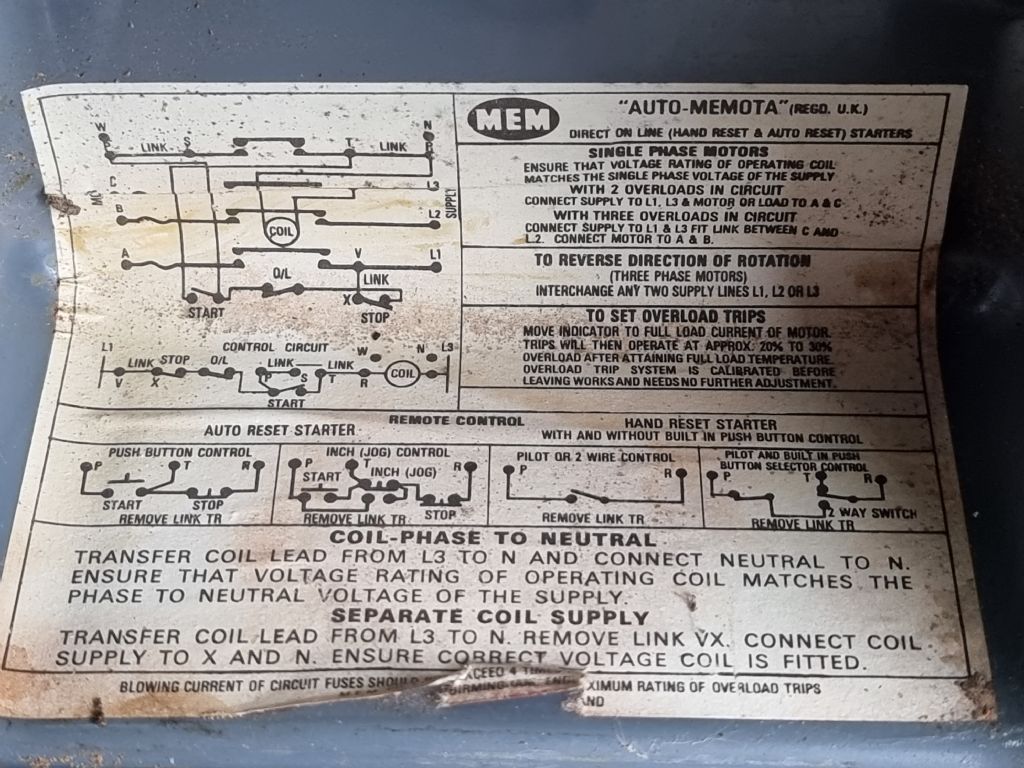 W
N
LINK
S
T
LINK
P
R
C
L3
MO
SUPPLY
B
L2
COIL
A
V
L1
O/L
LINK
X
START
STOP
MEM
"AUTO-MEMOTA" (REGD. U.K.)
DIRECT ON LINE (HAND RESET & AUTO RESET) STARTERS
SINGLE PHASE MOTORS
ENSURE THAT VOLTAGE RATING OF OPERATING COIL
MATCHES THE SINGLE PHASE VOLTAGE OF THE SUPPLY
WITH 2 OVERLOADS IN CIRCUIT
CONNECT SUPPLY TO L1, L3 & MOTOR OR LOAD TO A & C
WITH THREE OVERLOADS IN CIRCUIT
CONNECT SUPPLY TO L1 & L3 FIT LINK BETWEEN C AND
L2. CONNECT MOTOR TO A & B.
TO REVERSE DIRECTION OF ROTATION
(THREE PHASE MOTORS)
INTERCHANGE ANY TWO SUPPLY LINES L1, L2 OR L3
TO SET OVERLOAD TRIPS
MOVE INDICATOR TO FULL LOAD CURRENT OF MOTOR.
TRIPS WILL THEN OPERATE AT APPROX. 20% TO 30%
OVERLOAD AFTER ATTAINING FULL LOAD TEMPERATURE.
OVERLOAD TRIP SYSTEM IS CALIBRATED BEFORE
LEAVING WORKS AND NEEDS NO FURTHER ADJUSTMENT.
CONTROL CIRCUIT
L1
LINK STOP O/L LINK LINK W N L3
V X P S T R COIL
START
REMOTE CONTROL
AUTO RESET STARTER
HAND RESET STARTER
WITH AND WITHOUT BUILT IN PUSH BUTTON CONTROL
PUSH BUTTON CONTROL
P T R
START STOP
REMOVE LINK TR
INCH (JOG) CONTROL
P T R
START INCH (JOG)
STOP
REMOVE LINK TR
PILOT OR 2 WIRE CONTROL
P R
REMOVE LINK TR
PILOT AND BUILT IN PUSH
BUTTON SELECTOR CONTROL
P T R
2 WAY SWITCH
REMOVE LINK TR
COIL-PHASE TO NEUTRAL
TRANSFER COIL LEAD FROM L3 TO N AND CONNECT NEUTRAL TO N.
ENSURE THAT VOLTAGE RATING OF OPERATING COIL MATCHES THE
PHASE TO NEUTRAL VOLTAGE OF THE SUPPLY.
SEPARATE COIL SUPPLY
TRANSFER COIL LEAD FROM L3 TO N. REMOVE LINK VX. CONNECT COIL
SUPPLY TO X AND N. ENSURE CORRECT VOLTAGE COIL IS FITTED.
BLOWING CURRENT OF CIRCUIT FUSES SHOULD XCEED 4 XIMUM RATING OF OVERLOAD TRIPS